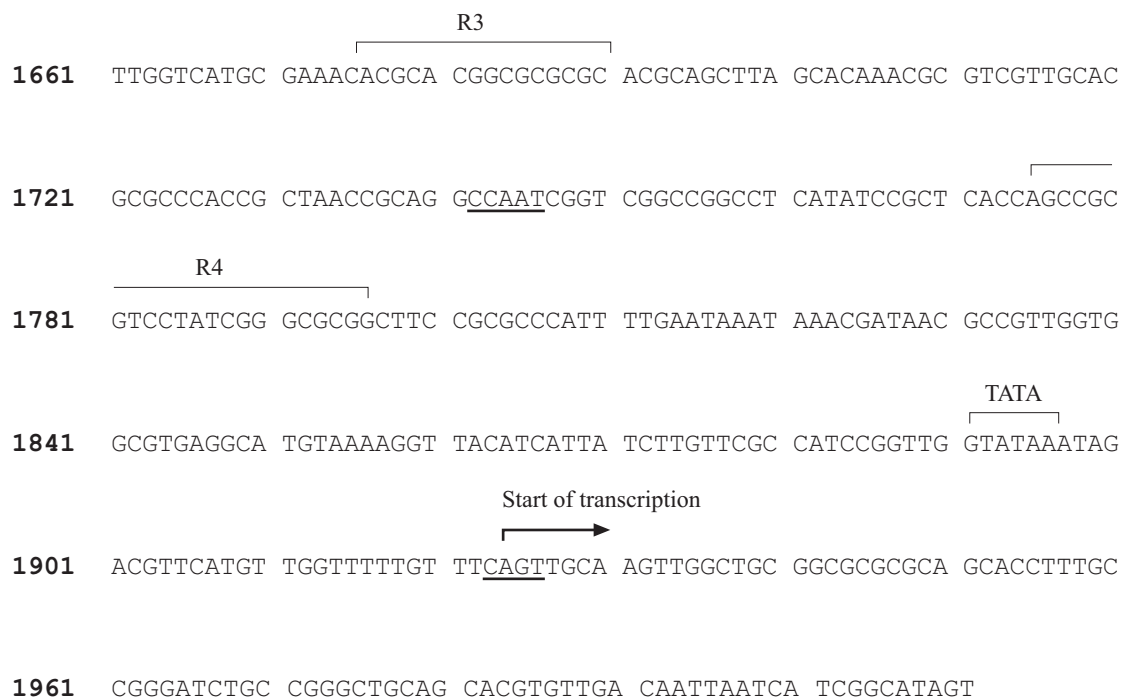 R3
1661 TTGGTCATGC GAAACACGCA CGGCGCGCGC ACGCAGCTTA GCACAAACGC GTCGTTGCAC
1721 GCGCCCACCG CTAACCGCAG GCCAATCGGT CGGCCGGCCT CATATCCGCT CACCAGCCGC
R4
1781 GTCCTATCGG GCGCGGCTTC CGCGCCCATT TTGAATAAAT AAACGATAAC GCCGTTGGTG
TATA
1841 GCGTGAGGCA TGTAAAAGGT TACATCATTA TCTTGTTCGC CATCCGGTTG GTATAAATAG
Start of transcription
1901 ACGTTCATGT TGGTTTTTGT TTCAGTTGCA AGTTGGCTGC GGCGCGCGCA GCACCTTTGC
1961 CGGGATCTGC CGGGCTGCAG CACGTGTTGA CAATTAATCA TCGGCATAGT